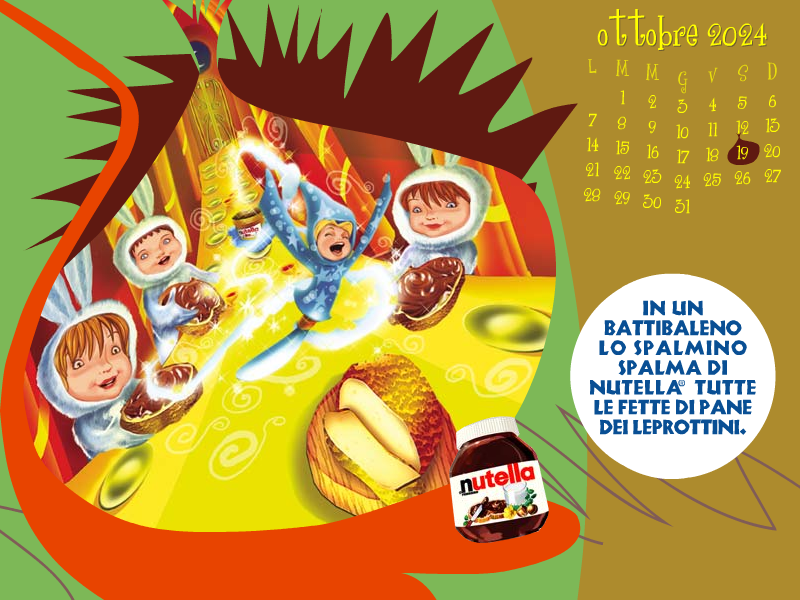 ottobre 2024
L M M G V S D
1 2 3 4 5 6
7 8 9 10 11 12 13
14 15 16 17 18 19 20
21 22 23 24 25 26 27
28 29 30 31
nutella
IN UN
BATTIBALENO
LO SPALMINO
SPALMA DI
NUTELLA® TUTTE
LE FETTE DI PANE
DEI LEPROTTINI.
nutella